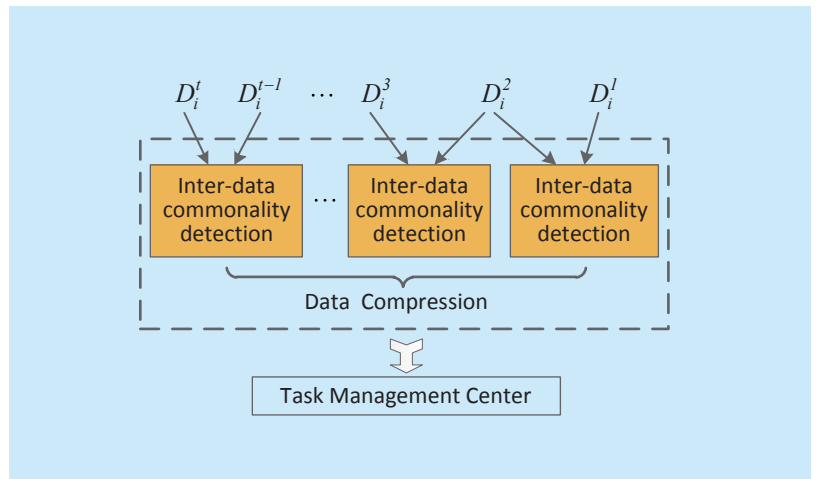 D_i^t D_i^{t-1} ... D_i^3 D_i^2 D_i^1
Inter-data commonality detection
...
Inter-data commonality detection
Inter-data commonality detection
Data Compression
Task Management Center